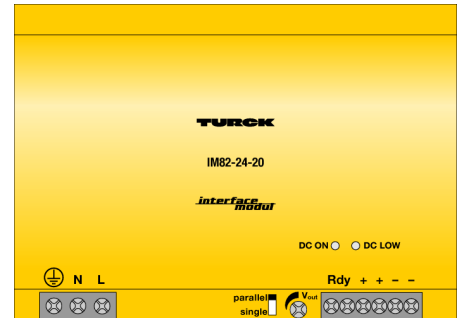 TURCK
IM82-24-20
interface
modul
DC ON DC LOW
N L
Rdy + + - -
parallel
single
Vout